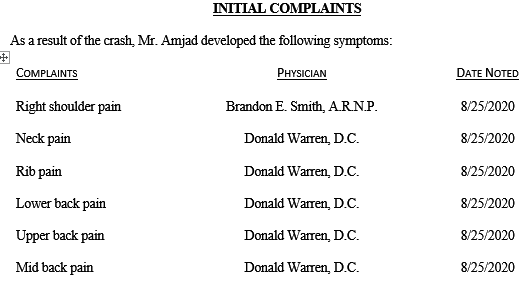 INITIAL COMPLAINTS
As a result of the crash, Mr. Amjad developed the following symptoms:
COMPLAINTS PHYSICIAN DATE NOTED
Right shoulder pain Brandon E. Smith, A.R.N.P. 8/25/2020
Neck pain Donald Warren, D.C. 8/25/2020
Rib pain Donald Warren, D.C. 8/25/2020
Lower back pain Donald Warren, D.C. 8/25/2020
Upper back pain Donald Warren, D.C. 8/25/2020
Mid back pain Donald Warren, D.C. 8/25/2020